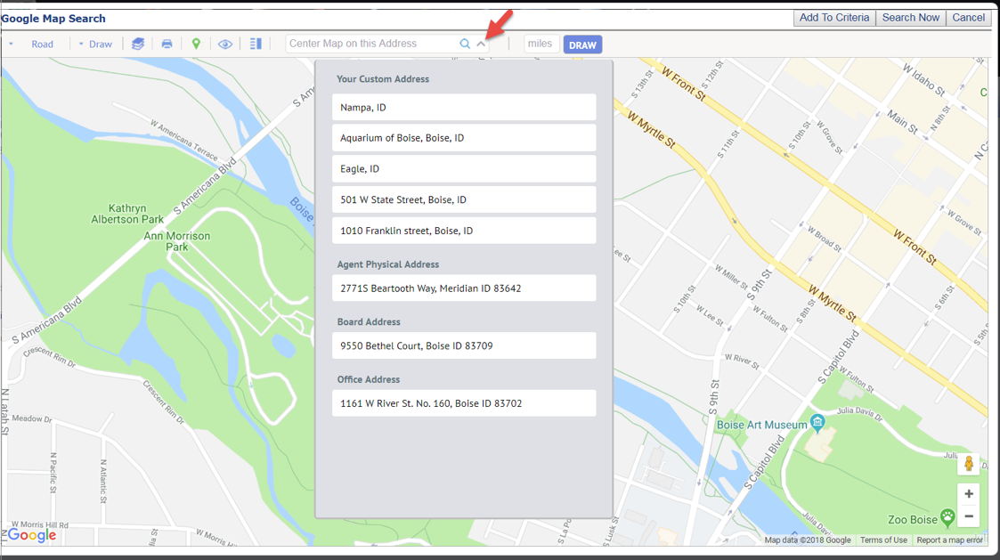 Google Map Search
Add To Criteria
Search Now
Cancel
Road
Draw
Center Map on this Address
miles
DRAW
Your Custom Address
Nampa, ID
Aquarium of Boise, Boise, ID
Eagle, ID
501 W State Street, Boise, ID
1010 Franklin street, Boise, ID
Agent Physical Address
2771S Beartooth Way, Meridian ID 83642
Board Address
9550 Bethel Court, Boise ID 83709
Office Address
1161 W River St. No. 160, Boise ID 83702
W Americana Terrace
S Americana Blvd
Kathryn
Albertson Park
Ann Morrison
Park
Boise
S Americana Blvd
Crescent Rim Dr
Crescent Rim Dr
N Latah St
Meadow Dr
N Pacific St
N Atlantic St
W Morris Hill Rd
W Morris
Google
S 13th St
S 12th St
W Front St
W Myrtle St
S 11th St
S 10th St
W Grove St
W Idaho St
Main St
N 8th St
W Grove St
W Broad St
W Front St
W Miller St
S 9th St
S 10th St
W Lee St
W Fulton St
S 8th St
W Myrtle St
S 6th St
W River St
S 9th St
S Capitol Blvd
W Fulton St
Julia Davis Dr
Boise Art Museum
S Capitol Blvd
Julia Davis Dr
Zoo Boise
S Lusk St
Map data ©2018 Google
Terms of Use
Report a map error